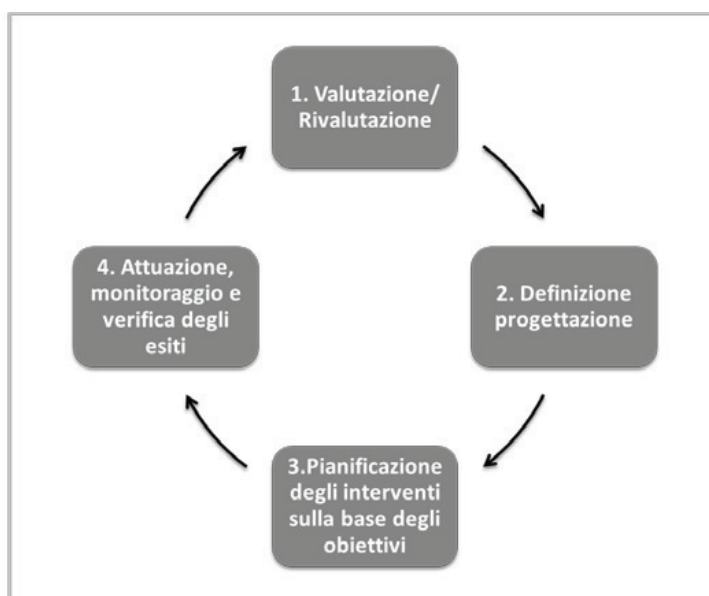 1. Valutazione/
Rivalutazione
2. Definizione
progettazione
3.Pianificazione
degli interventi
sulla base degli
obiettivi
4. Attuazione,
monitoraggio e
verifica degli
esiti